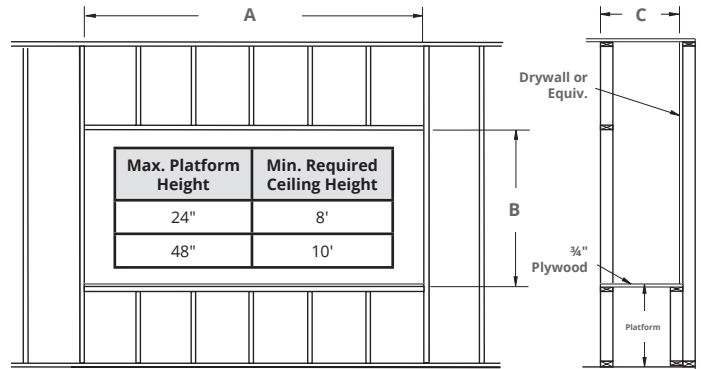 A
C
Drywall or
Equiv.
Max. Platform
Height
Min. Required
Ceiling Height
24" 8'
48" 10'
B
¾"
Plywood
Platform